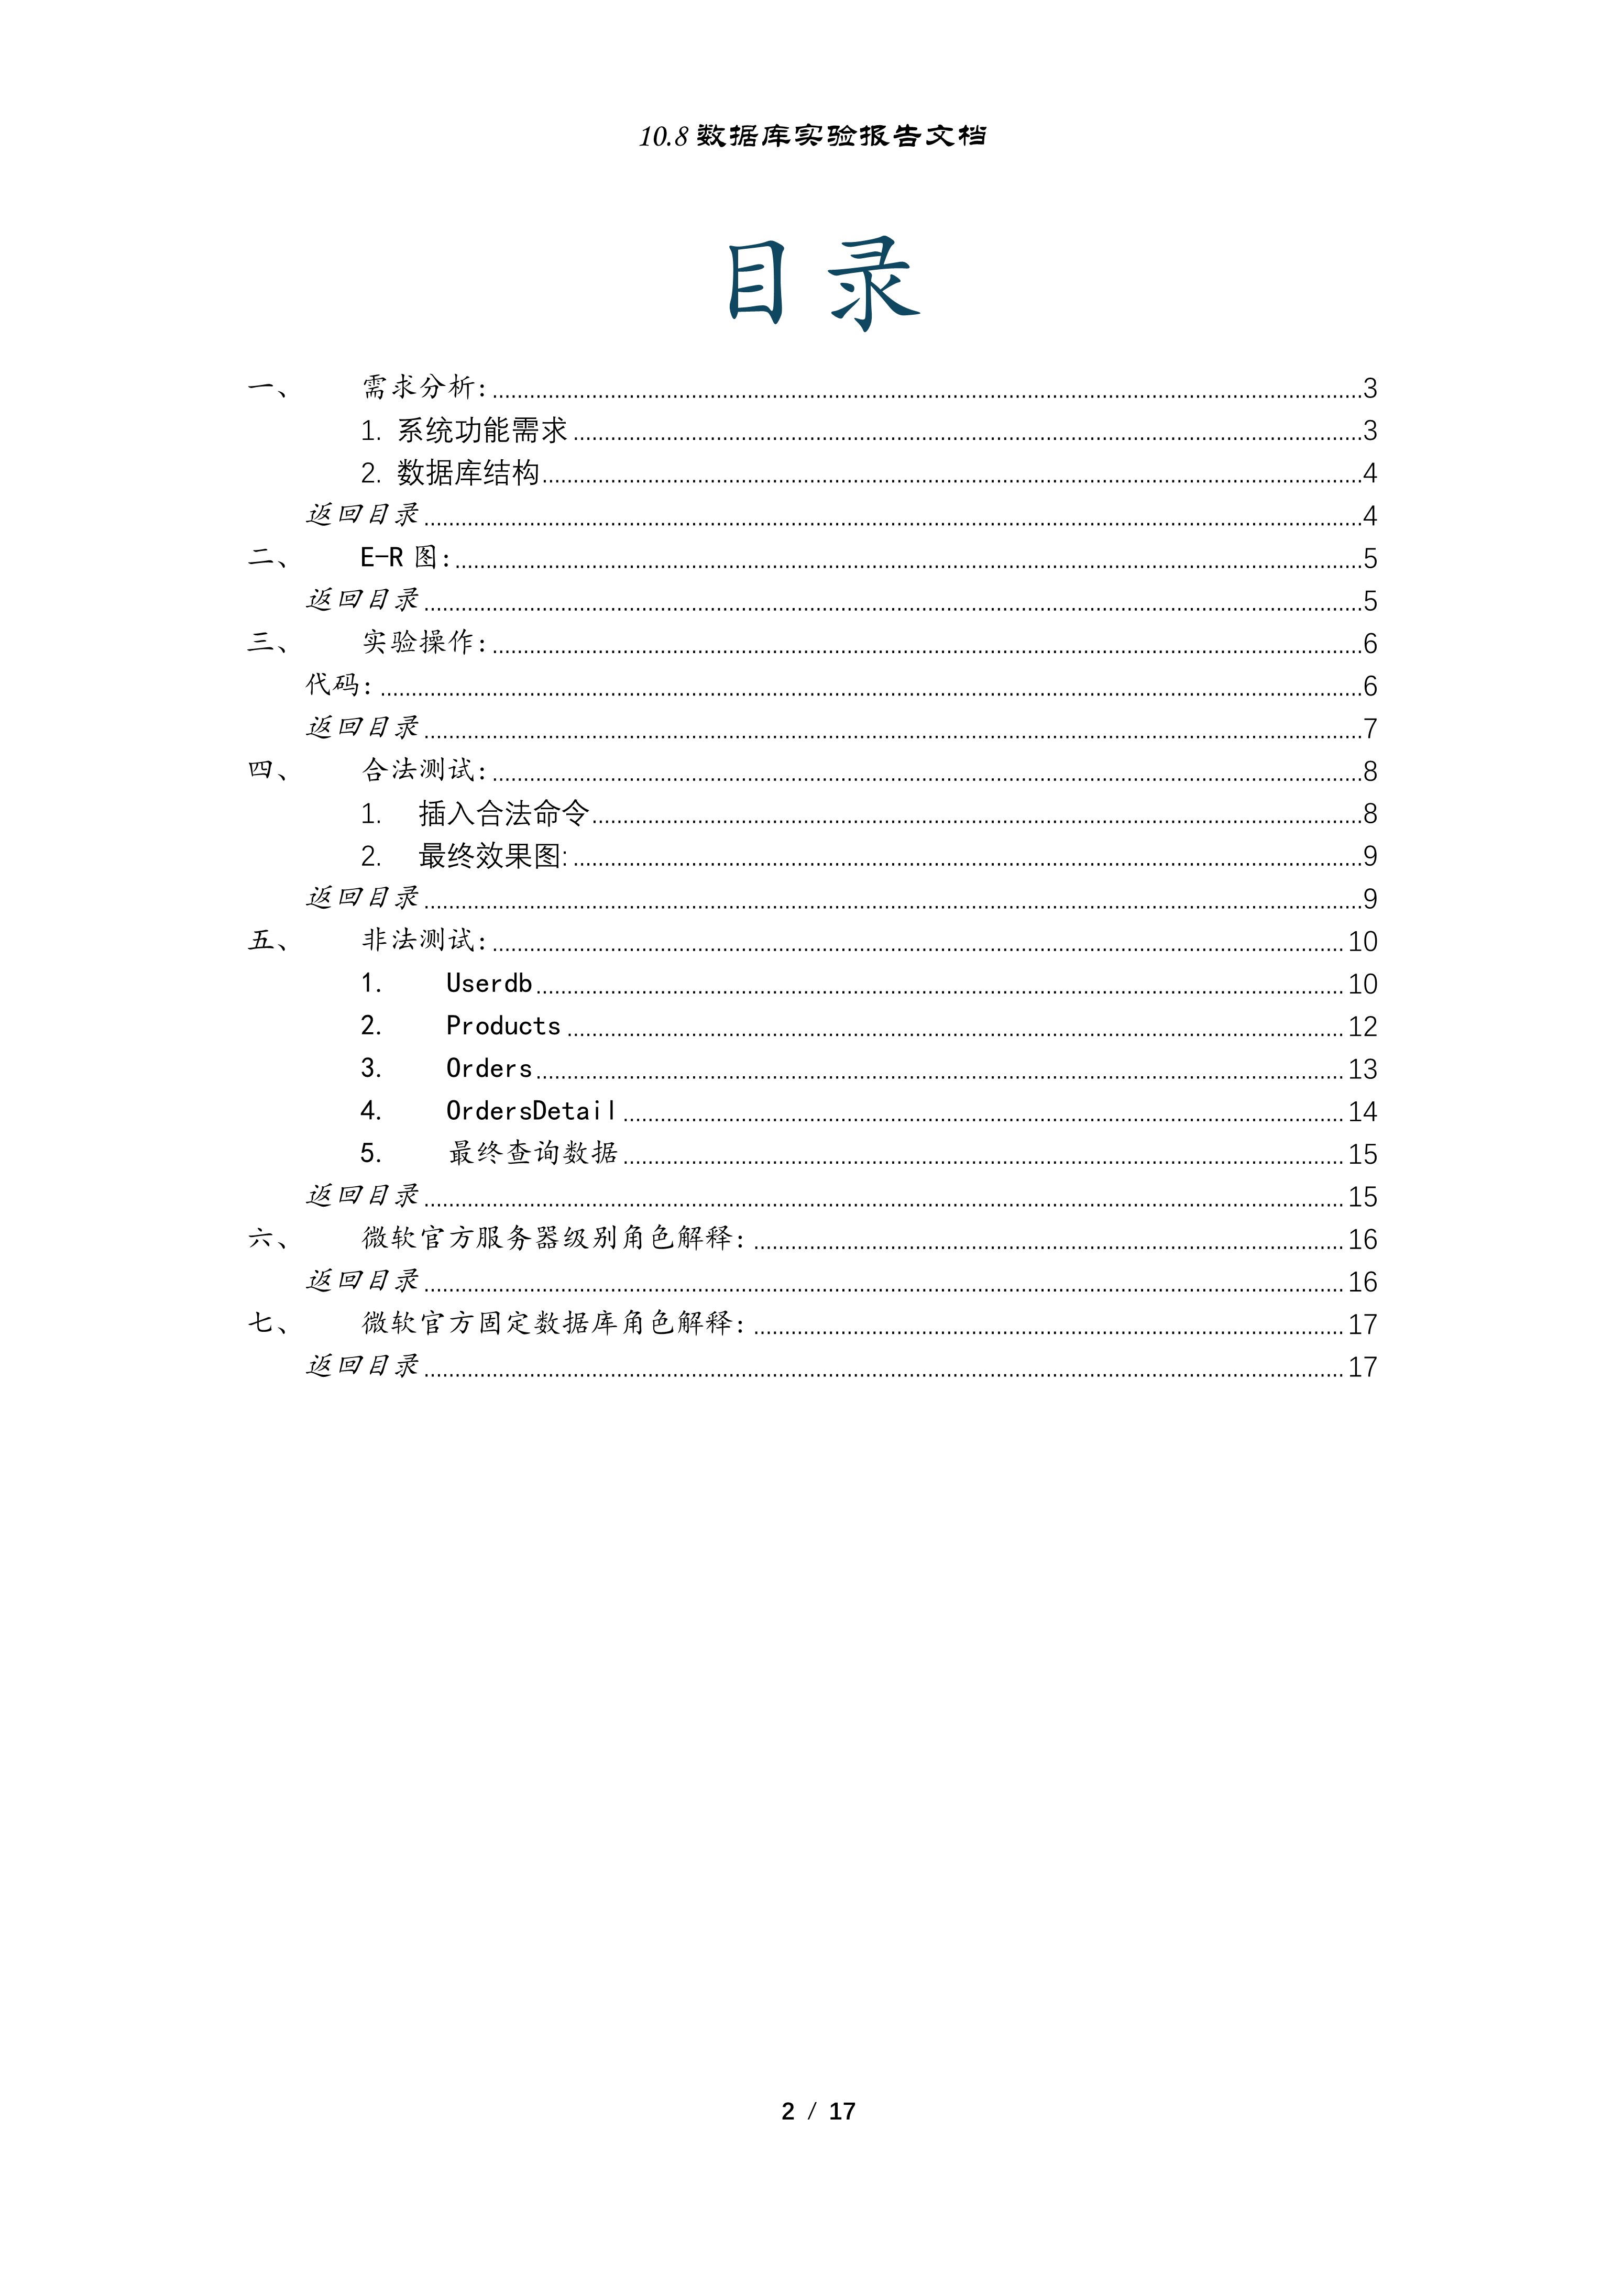 10.8 数据库实验报告文档
目录
一、 需求分析: 3
1. 系统功能需求 3
2. 数据库结构 4
返回目录 4
二、 E-R 图: 5
返回目录 5
三、 实验操作: 6
代码: 6
返回目录 7
四、 合法测试: 8
1. 插入合法命令 8
2. 最终效果图: 9
返回目录 9
五、 非法测试: 10
1. Userdb 10
2. Products 12
3. Orders 13
4. OrdersDetail 14
5. 最终查询数据 15
返回目录 15
六、 微软官方服务器级别角色解释: 16
返回目录 16
七、 微软官方固定数据库角色解释: 17
返回目录 17
2 / 17